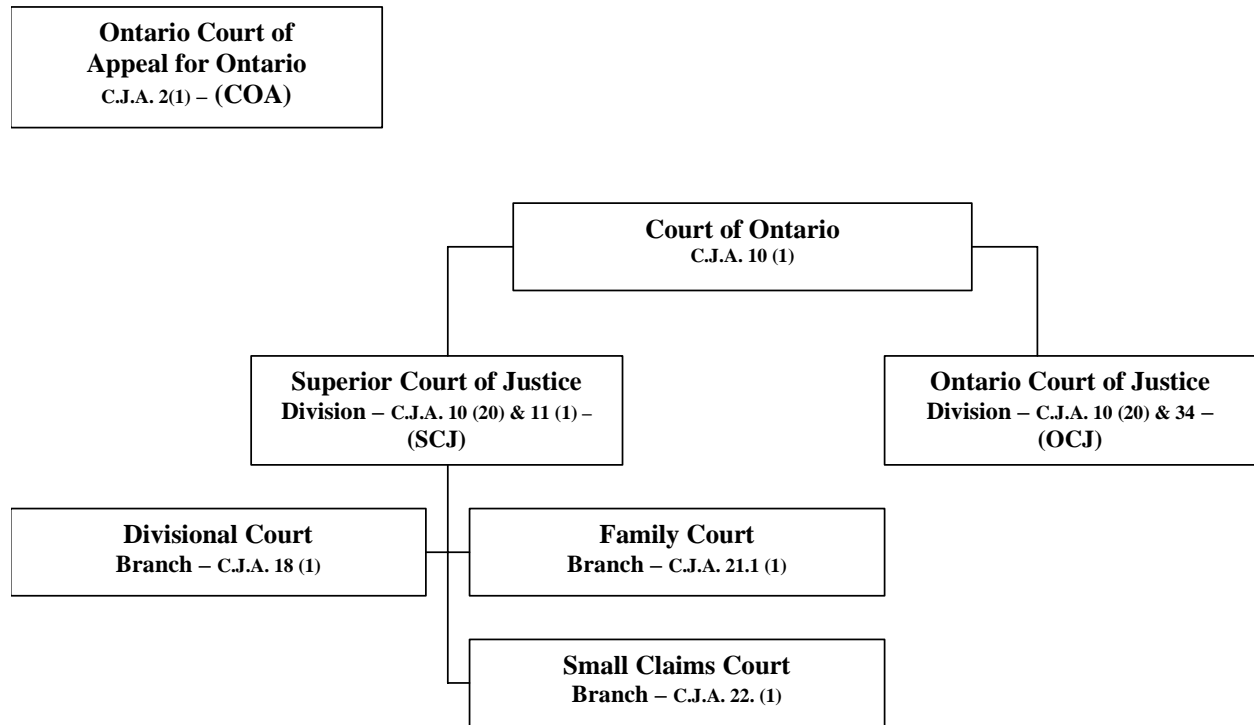 Ontario Court of
Appeal for Ontario
C.J.A. 2(1) – (COA)
Court of Ontario
C.J.A. 10 (1)
Superior Court of Justice
Division – C.J.A. 10 (20) & 11 (1) –
(SCJ)
Ontario Court of Justice
Division – C.J.A. 10 (20) & 34 –
(OCJ)
Divisional Court
Branch – C.J.A. 18 (1)
Family Court
Branch – C.J.A. 21.1 (1)
Small Claims Court
Branch – C.J.A. 22. (1)